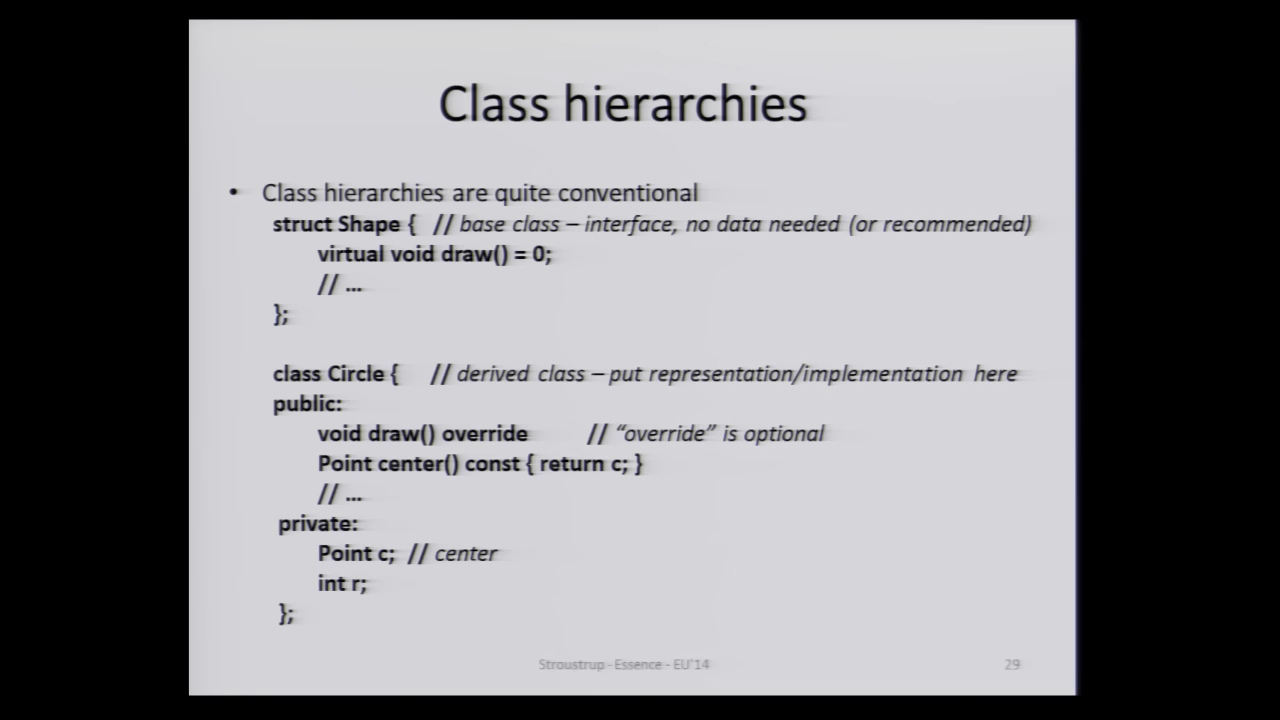 Class hierarchies
• Class hierarchies are quite conventional
struct Shape { // base class – interface, no data needed (or recommended)
virtual void draw() = 0;
// …
};
class Circle { // derived class – put representation/implementation here
public:
void draw() override // “override” is optional
Point center() const { return c; }
// …
private:
Point c; // center
int r;
};
Stroustrup - Essence - EU'14
29